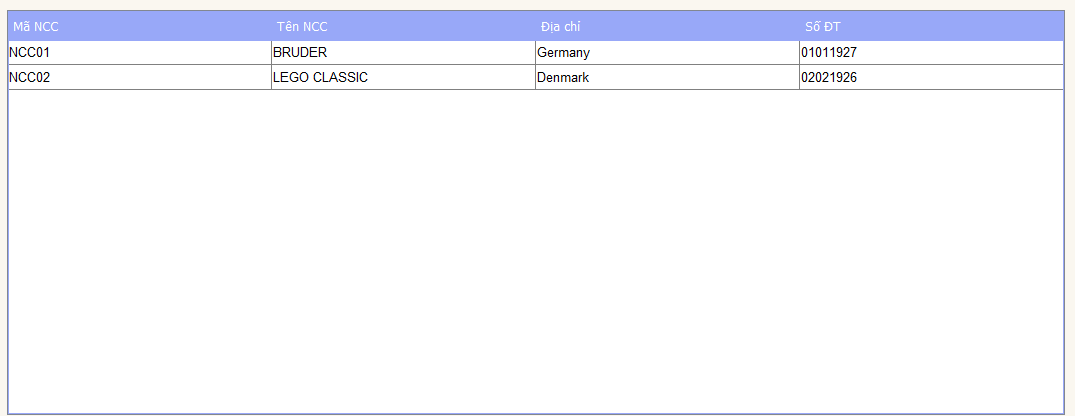 Mã NCC Tên NCC Địa chỉ Số ĐT
NCC01 BRUDER Germany 01011927
NCC02 LEGO CLASSIC Denmark 02021926